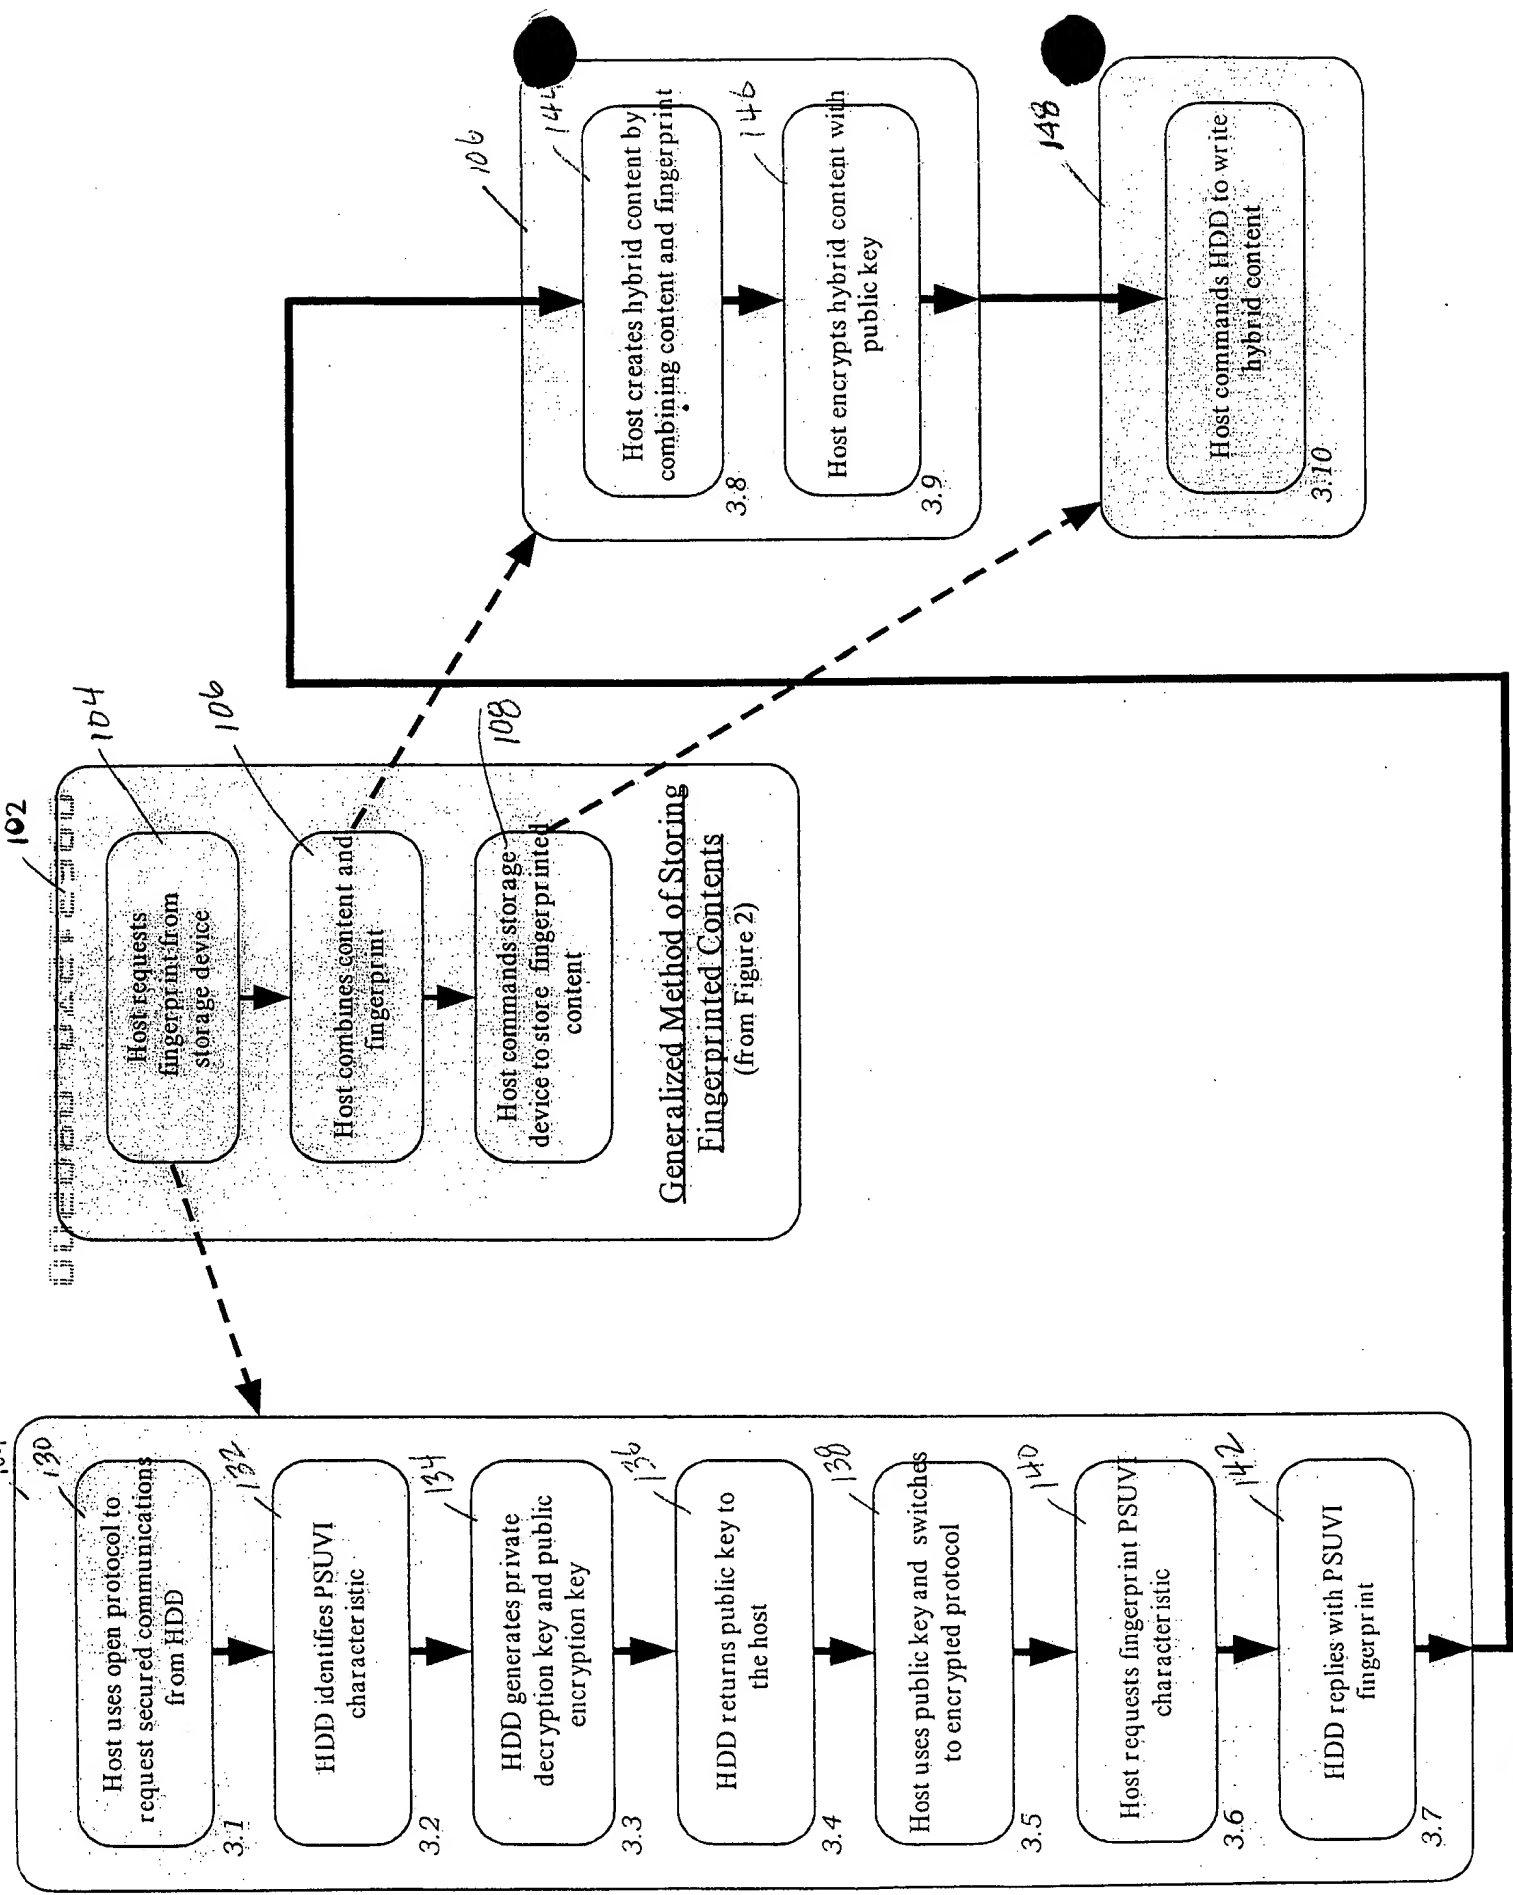 104
130
Host uses open protocol to
request secured communications
from HDD
3.1
132
HDD identifies PSUVI
characteristic
3.2
134
HDD generates private
decryption key and public
encryption key
3.3
136
HDD returns public key to
the host
3.4
138
Host uses public key and switches
to encrypted protocol
3.5
140
Host requests fingerprint PSUVI
characteristic
3.6
142
HDD replies with PSUVI
fingerprint
3.7
102
104
Host requests
fingerprint from
storage device
106
Host combines content and
fingerprint
108
Host commands storage
device to store fingerprinted
content
Generalized Method of Storing
Fingerprinted Contents
(from Figure 2)
106
144
Host creates hybrid content by
combining content and fingerprint
3.8
146
Host encrypts hybrid content with
public key
3.9
148
Host commands HDD to write
hybrid content
3.10